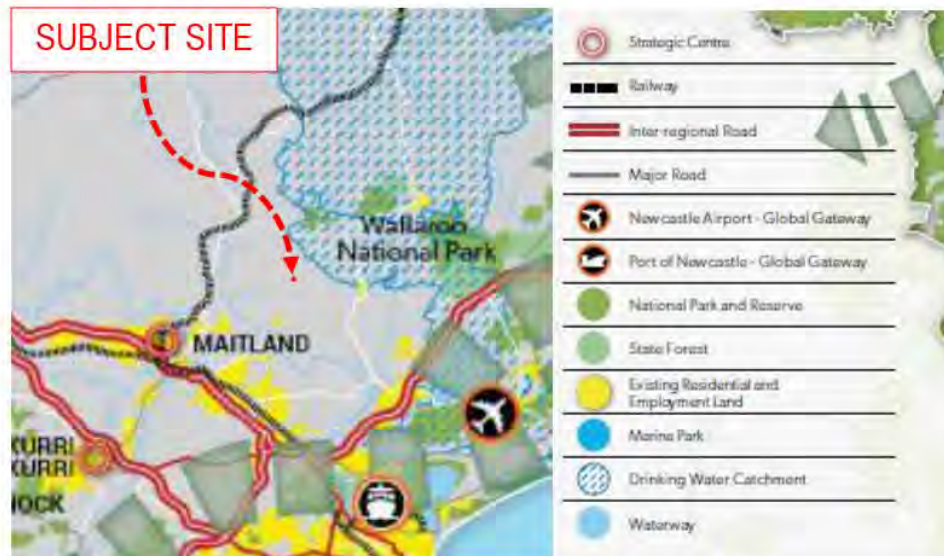 SUBJECT SITE
Wallaroo
National Park
MAITLAND
KURRI
KURRI
NOCK
Strategic Centre
Railway
Inter-regional Road
Major Road
Newcastle Airport - Global Gateway
Port of Newcastle - Global Gateway
National Park and Reserve
State Forest
Existing Residential and
Employment Land
Marine Park
Drinking Water Catchment
Waterway